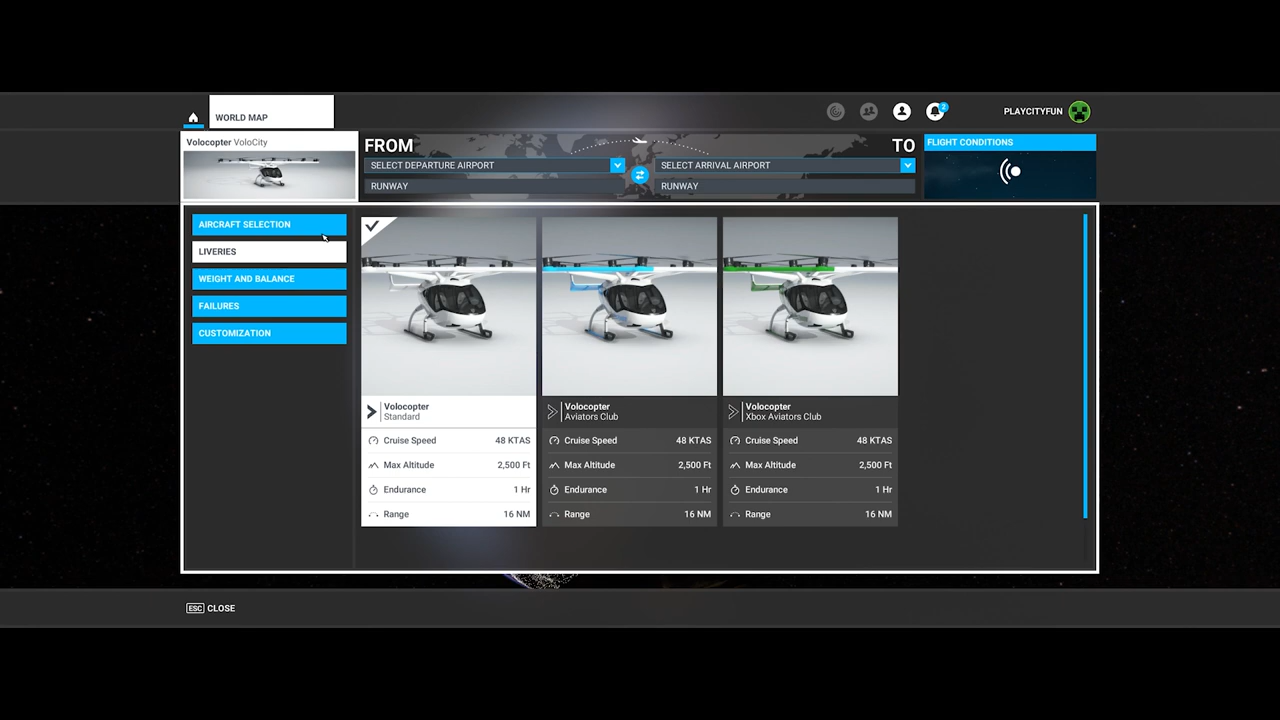 WORLD MAP
2
PLAYCITYFUN
Volocopter VoloCity
FROM
TO
FLIGHT CONDITIONS
SELECT DEPARTURE AIRPORT
SELECT ARRIVAL AIRPORT
RUNWAY
RUNWAY
AIRCRAFT SELECTION
LIVERIES
WEIGHT AND BALANCE
FAILURES
CUSTOMIZATION
Volocopter
Standard
Cruise Speed 48 KTAS
Max Altitude 2,500 Ft
Endurance 1 Hr
Range 16 NM
Volocopter
Aviators Club
Cruise Speed 48 KTAS
Max Altitude 2,500 Ft
Endurance 1 Hr
Range 16 NM
Volocopter
Xbox Aviators Club
Cruise Speed 48 KTAS
Max Altitude 2,500 Ft
Endurance 1 Hr
Range 16 NM
ESC CLOSE